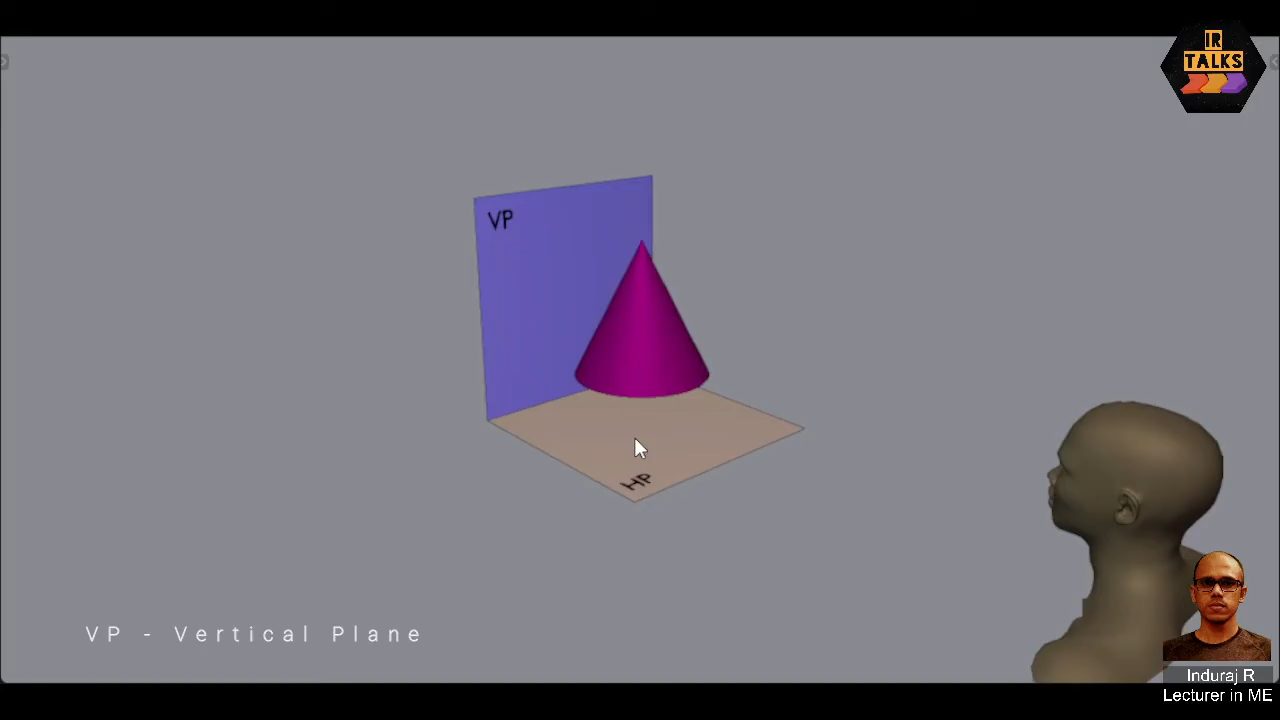 IR
TALKS
VP
HP
VP - Vertical Plane
Induraj R
Lecturer in ME